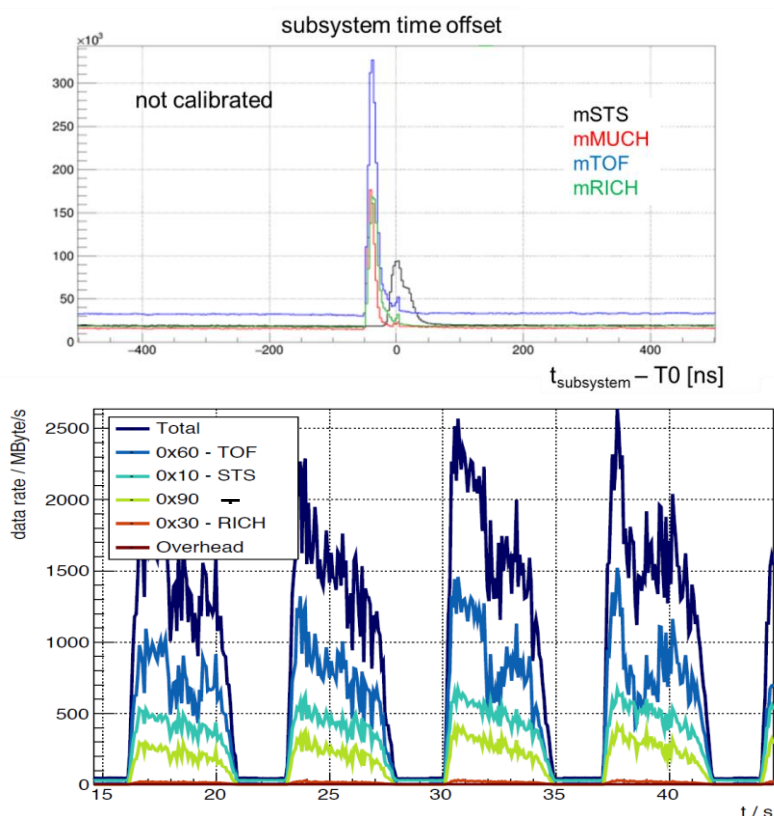 subsystem time offset
×10³
not calibrated
mSTS
mMUCH
mTOF
mRICH
300
250
200
150
100
50
0
−400
−200
0
200
400
t_subsystem – T0 [ns]
data rate / MByte/s
2500
2000
1500
1000
500
0
Total
0x60 - TOF
0x10 - STS
0x90
0x30 - RICH
Overhead
15
20
25
30
35
40
t / s